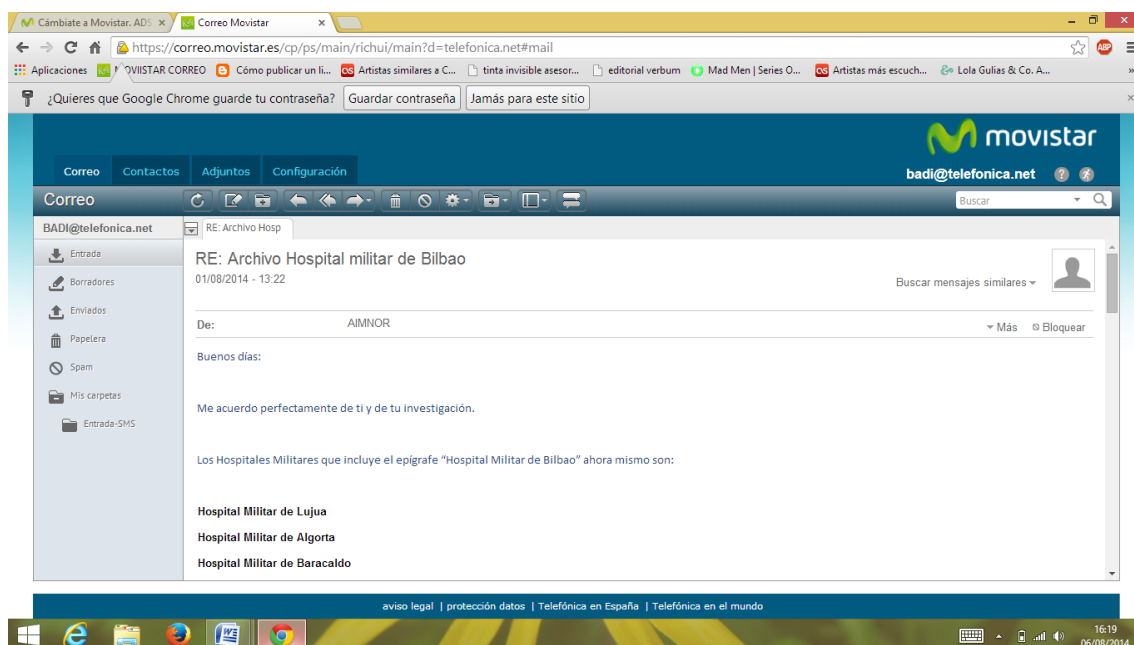 Cámbiate a Movistar. ADS
Correo Movistar
https://correo.movistar.es/cp/ps/main/richui/main?d=telefonica.net#mail
ABP
Aplicaciones MOVIISTAR CORREO Cómo publicar un li... Artistas similares a C... tinta invisible asesor... editorial verbum Mad Men | Series O... Artistas más escuch... Lola Gulias & Co. A... »
¿Quieres que Google Chrome guarde tu contraseña? Guardar contraseña Jamás para este sitio
movistar
Correo Contactos Adjuntos Configuración
badi@telefonica.net
Correo
Buscar
BADI@telefonica.net
RE: Archivo Hosp
Entrada
Borradores
Enviados
Papelera
Spam
Mis carpetas
Entrada-SMS
RE: Archivo Hospital militar de Bilbao
01/08/2014 - 13:22
Buscar mensajes similares
De: AIMNOR
Más Bloquear
Buenos días:
Me acuerdo perfectamente de ti y de tu investigación.
Los Hospitales Militares que incluye el epígrafe “Hospital Militar de Bilbao” ahora mismo son:
Hospital Militar de Lujua
Hospital Militar de Algorta
Hospital Militar de Baracaldo
aviso legal | protección datos | Telefónica en España | Telefónica en el mundo
16:19
06/08/2014